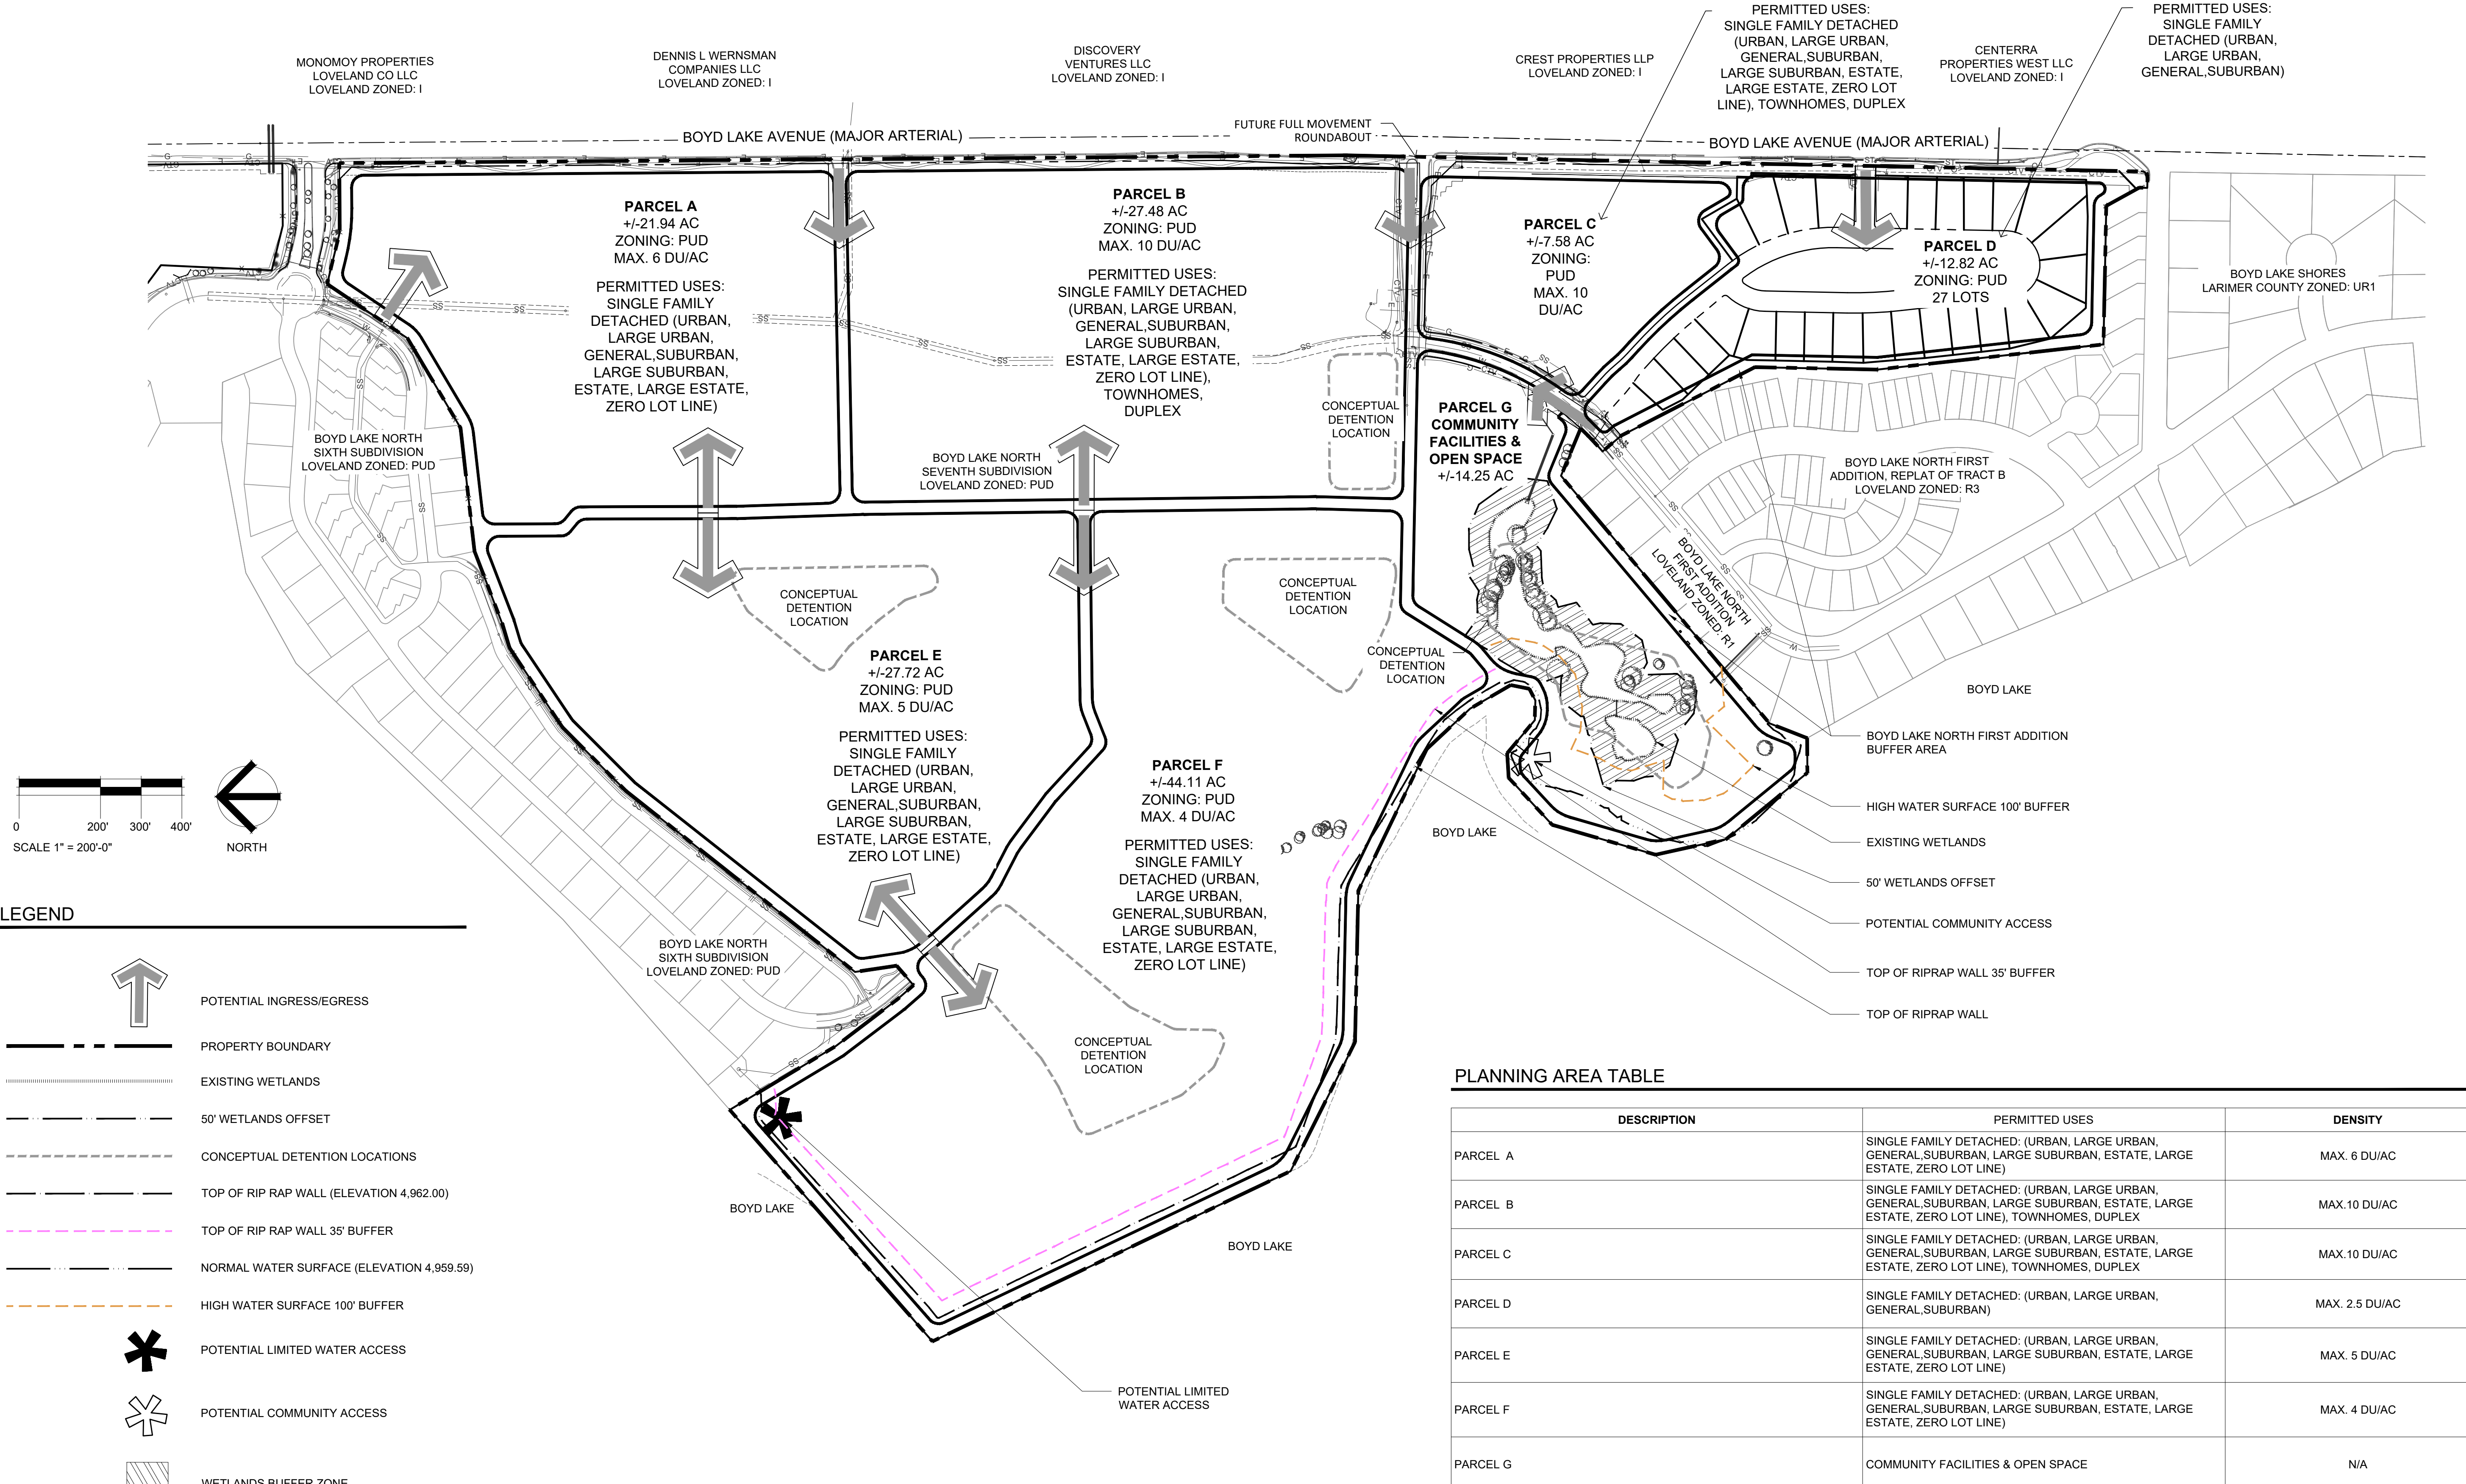 MONOMOY PROPERTIES
LOVELAND CO LLC
LOVELAND ZONED: I
DENNIS L WERNSMAN
COMPANIES LLC
LOVELAND ZONED: I
DISCOVERY
VENTURES LLC
LOVELAND ZONED: I
CREST PROPERTIES LLP
LOVELAND ZONED: I
PERMITTED USES:
SINGLE FAMILY DETACHED
(URBAN, LARGE URBAN,
GENERAL,SUBURBAN,
LARGE SUBURBAN, ESTATE,
LARGE ESTATE, ZERO LOT
LINE), TOWNHOMES, DUPLEX
CENTERRA
PROPERTIES WEST LLC
LOVELAND ZONED: I
PERMITTED USES:
SINGLE FAMILY
DETACHED (URBAN,
LARGE URBAN,
GENERAL,SUBURBAN)
BOYD LAKE AVENUE (MAJOR ARTERIAL)
FUTURE FULL MOVEMENT
ROUNDABOUT
BOYD LAKE AVENUE (MAJOR ARTERIAL)
PARCEL A
+/-21.94 AC
ZONING: PUD
MAX. 6 DU/AC
PERMITTED USES:
SINGLE FAMILY
DETACHED (URBAN,
LARGE URBAN,
GENERAL,SUBURBAN,
LARGE SUBURBAN,
ESTATE, LARGE ESTATE,
ZERO LOT LINE)
PARCEL B
+/-27.48 AC
ZONING: PUD
MAX. 10 DU/AC
PERMITTED USES:
SINGLE FAMILY DETACHED
(URBAN, LARGE URBAN,
GENERAL,SUBURBAN,
LARGE SUBURBAN,
ESTATE, LARGE ESTATE,
ZERO LOT LINE),
TOWNHOMES,
DUPLEX
PARCEL C
+/-7.58 AC
ZONING:
PUD
MAX. 10
DU/AC
PARCEL D
+/-12.82 AC
ZONING: PUD
27 LOTS
BOYD LAKE SHORES
LARIMER COUNTY ZONED: UR1
BOYD LAKE NORTH
SIXTH SUBDIVISION
LOVELAND ZONED: PUD
BOYD LAKE NORTH
SEVENTH SUBDIVISION
LOVELAND ZONED: PUD
CONCEPTUAL
DETENTION
LOCATION
PARCEL G
COMMUNITY
FACILITIES &
OPEN SPACE
+/-14.25 AC
BOYD LAKE NORTH FIRST
ADDITION, REPLAT OF TRACT B
LOVELAND ZONED: R3
BOYD LAKE NORTH
FIRST ADDITION
LOVELAND ZONED: R1
CONCEPTUAL
DETENTION
LOCATION
CONCEPTUAL
DETENTION
LOCATION
CONCEPTUAL
DETENTION
LOCATION
PARCEL E
+/-27.72 AC
ZONING: PUD
MAX. 5 DU/AC
PERMITTED USES:
SINGLE FAMILY
DETACHED (URBAN,
LARGE URBAN,
GENERAL,SUBURBAN,
LARGE SUBURBAN,
ESTATE, LARGE ESTATE,
ZERO LOT LINE)
PARCEL F
+/-44.11 AC
ZONING: PUD
MAX. 4 DU/AC
PERMITTED USES:
SINGLE FAMILY
DETACHED (URBAN,
LARGE URBAN,
GENERAL,SUBURBAN,
LARGE SUBURBAN,
ESTATE, LARGE ESTATE,
ZERO LOT LINE)
BOYD LAKE
BOYD LAKE NORTH FIRST ADDITION
BUFFER AREA
HIGH WATER SURFACE 100' BUFFER
BOYD LAKE
EXISTING WETLANDS
50' WETLANDS OFFSET
POTENTIAL COMMUNITY ACCESS
TOP OF RIPRAP WALL 35' BUFFER
TOP OF RIPRAP WALL
0 200' 300' 400'
SCALE 1" = 200'-0"
NORTH
BOYD LAKE NORTH
SIXTH SUBDIVISION
LOVELAND ZONED: PUD
CONCEPTUAL
DETENTION
LOCATION
BOYD LAKE
BOYD LAKE
POTENTIAL LIMITED
WATER ACCESS
LEGEND
POTENTIAL INGRESS/EGRESS
PROPERTY BOUNDARY
EXISTING WETLANDS
50' WETLANDS OFFSET
CONCEPTUAL DETENTION LOCATIONS
TOP OF RIP RAP WALL (ELEVATION 4,962.00)
TOP OF RIP RAP WALL 35' BUFFER
NORMAL WATER SURFACE (ELEVATION 4,959.59)
HIGH WATER SURFACE 100' BUFFER
POTENTIAL LIMITED WATER ACCESS
POTENTIAL COMMUNITY ACCESS
WETLANDS BUFFER ZONE
PLANNING AREA TABLE
DESCRIPTION PERMITTED USES DENSITY
PARCEL A
SINGLE FAMILY DETACHED: (URBAN, LARGE URBAN,
GENERAL,SUBURBAN, LARGE SUBURBAN, ESTATE, LARGE
ESTATE, ZERO LOT LINE)
MAX. 6 DU/AC
PARCEL B
SINGLE FAMILY DETACHED: (URBAN, LARGE URBAN,
GENERAL,SUBURBAN, LARGE SUBURBAN, ESTATE, LARGE
ESTATE, ZERO LOT LINE), TOWNHOMES, DUPLEX
MAX.10 DU/AC
PARCEL C
SINGLE FAMILY DETACHED: (URBAN, LARGE URBAN,
GENERAL,SUBURBAN, LARGE SUBURBAN, ESTATE, LARGE
ESTATE, ZERO LOT LINE), TOWNHOMES, DUPLEX
MAX.10 DU/AC
PARCEL D
SINGLE FAMILY DETACHED: (URBAN, LARGE URBAN,
GENERAL,SUBURBAN)
MAX. 2.5 DU/AC
PARCEL E
SINGLE FAMILY DETACHED: (URBAN, LARGE URBAN,
GENERAL,SUBURBAN, LARGE SUBURBAN, ESTATE, LARGE
ESTATE, ZERO LOT LINE)
MAX. 5 DU/AC
PARCEL F
SINGLE FAMILY DETACHED: (URBAN, LARGE URBAN,
GENERAL,SUBURBAN, LARGE SUBURBAN, ESTATE, LARGE
ESTATE, ZERO LOT LINE)
MAX. 4 DU/AC
PARCEL G
COMMUNITY FACILITIES & OPEN SPACE
N/A